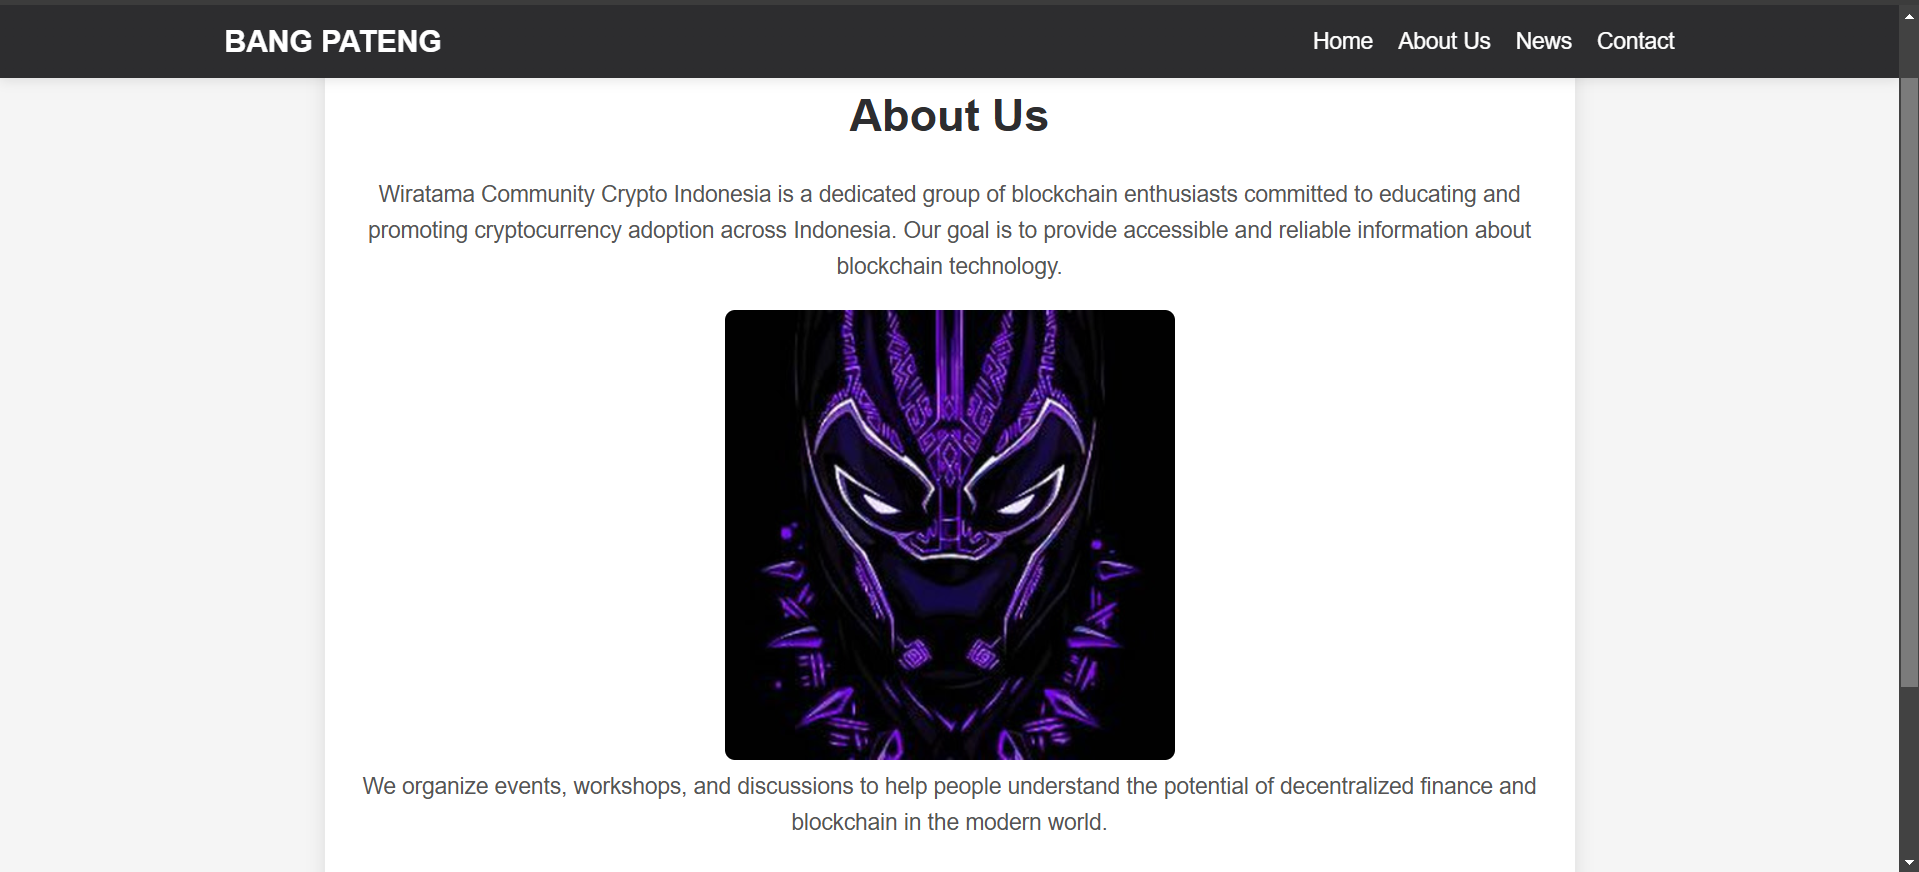 BANG PATENG
Home About Us News Contact
About Us
Wiratama Community Crypto Indonesia is a dedicated group of blockchain enthusiasts committed to educating and
promoting cryptocurrency adoption across Indonesia. Our goal is to provide accessible and reliable information about
blockchain technology.
We organize events, workshops, and discussions to help people understand the potential of decentralized finance and
blockchain in the modern world.